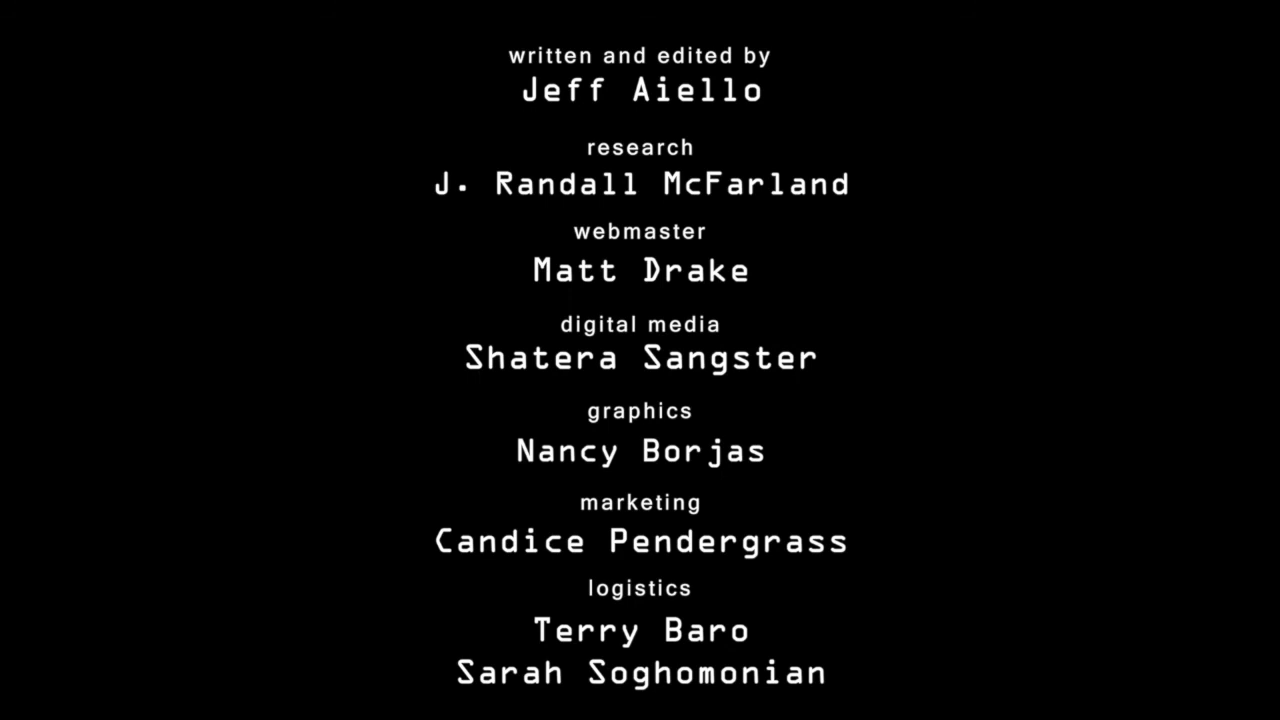 written and edited by
Jeff Aiello
research
J. Randall McFarland
webmaster
Matt Drake
digital media
Shatera Sangster
graphics
Nancy Borjas
marketing
Candice Pendergrass
logistics
Terry Baro
Sarah Soghomonian